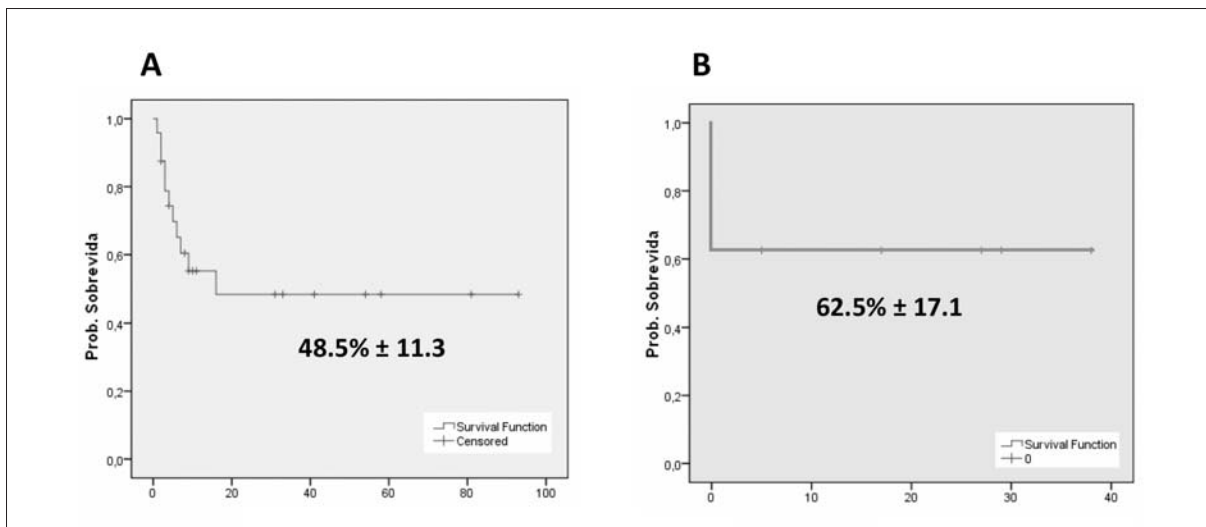 A
Prob. Sobrevida
1,0
0,8
0,6
0,4
0,2
0,0
48.5% ± 11.3
Survival Function
Censored
0 20 40 60 80 100
B
Prob. Sobrevida
1,0
0,8
0,6
0,4
0,2
0,0
62.5% ± 17.1
Survival Function
0
0 10 20 30 40